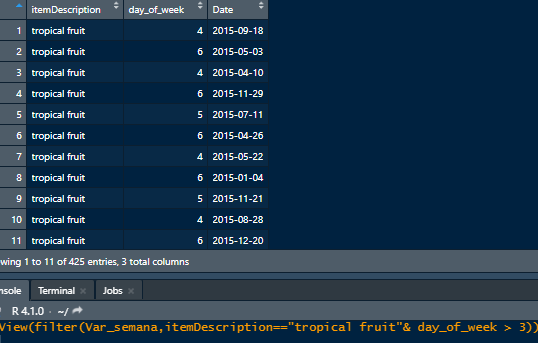 itemDescription day_of_week Date
1 tropical fruit 4 2015-09-18
2 tropical fruit 6 2015-05-03
3 tropical fruit 4 2015-04-10
4 tropical fruit 6 2015-11-29
5 tropical fruit 5 2015-07-11
6 tropical fruit 6 2015-04-26
7 tropical fruit 4 2015-05-22
8 tropical fruit 6 2015-01-04
9 tropical fruit 5 2015-11-21
10 tropical fruit 4 2015-08-28
11 tropical fruit 6 2015-12-20
wing 1 to 11 of 425 entries, 3 total columns
nsole Terminal × Jobs ×
R 4.1.0 · ~/
View(filter(Var_semana,itemDescription=="tropical fruit"& day_of_week > 3))